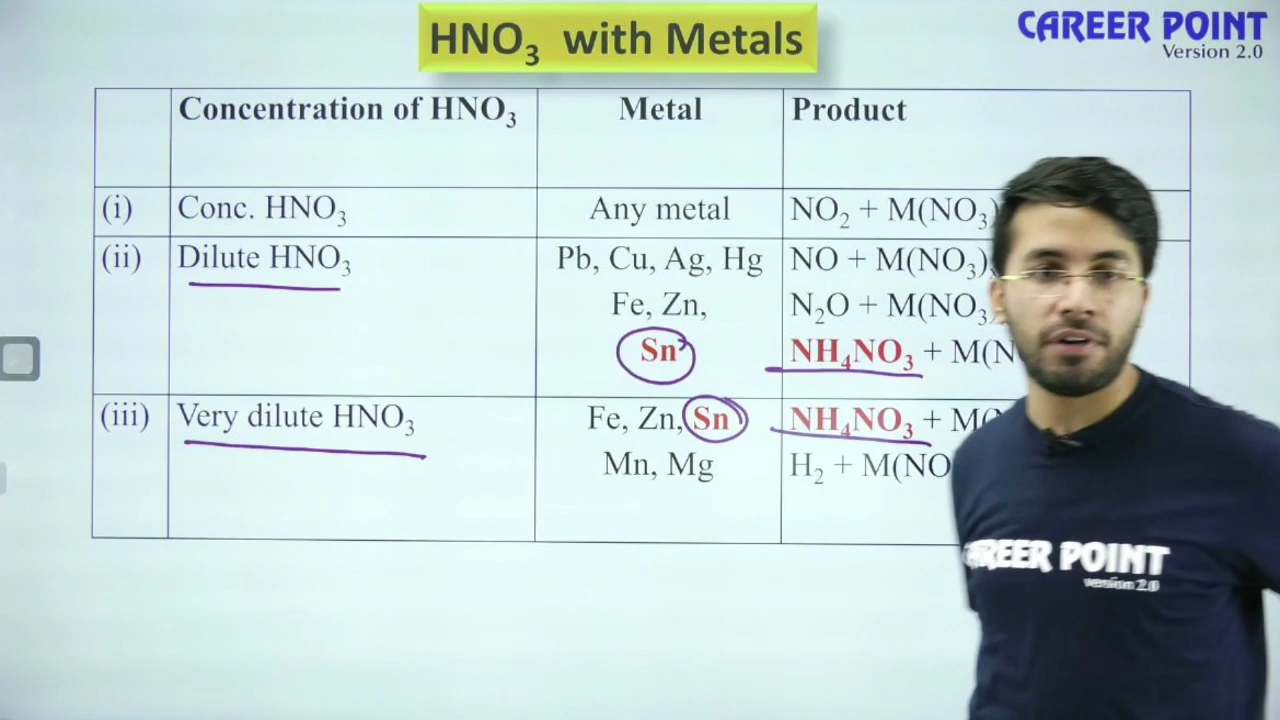 HNO₃ with Metals
CAREER POINT
Version 2.0
Concentration of HNO₃ Metal Product
(i) Conc. HNO₃ Any metal NO₂ + M(NO₃)
(ii) Dilute HNO₃ Pb, Cu, Ag, Hg NO + M(NO₃)
Fe, Zn, N₂O + M(NO₃
Sn NH₄NO₃ + M(N
(iii) Very dilute HNO₃ Fe, Zn, Sn NH₄NO₃ + M(
Mn, Mg H₂ + M(NO
CAREER POINT
version 2.0